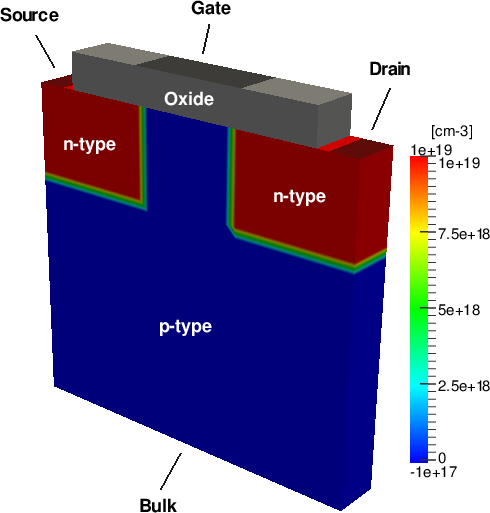 Gate
Source
Drain
Oxide
[cm-3]
1e+19
1e+19
n-type
n-type
7.5e+18
5e+18
p-type
2.5e+18
0
-1e+17
Bulk